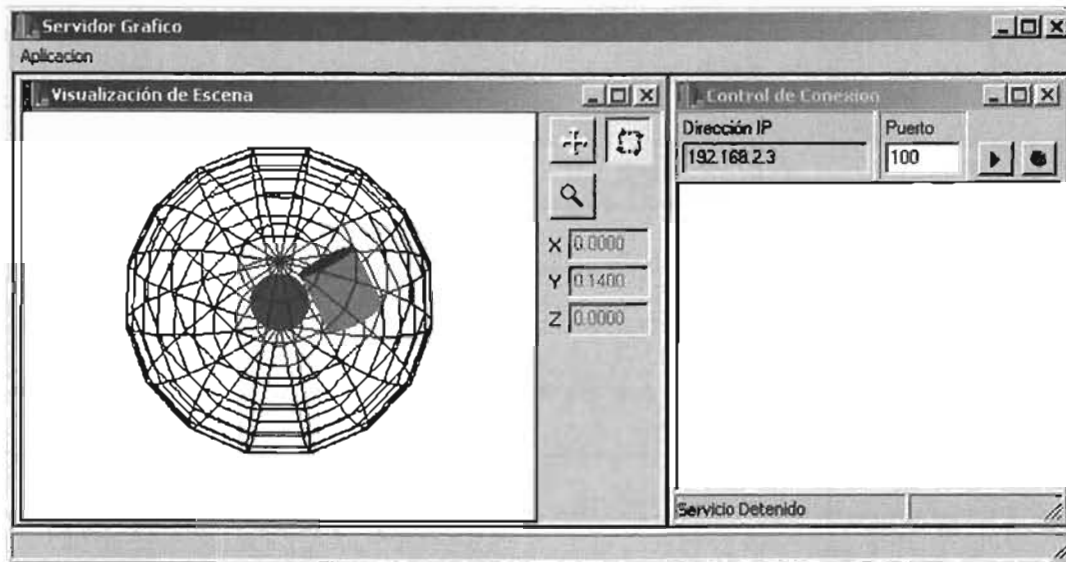 Servidor Grafico
Aplicacion
Visualización de Escena
X 0.0000
Y 0.1400
Z 0.0000
Control de Conexion
Dirección IP Puerto
192.168.2.3 100
Servicio Detenido